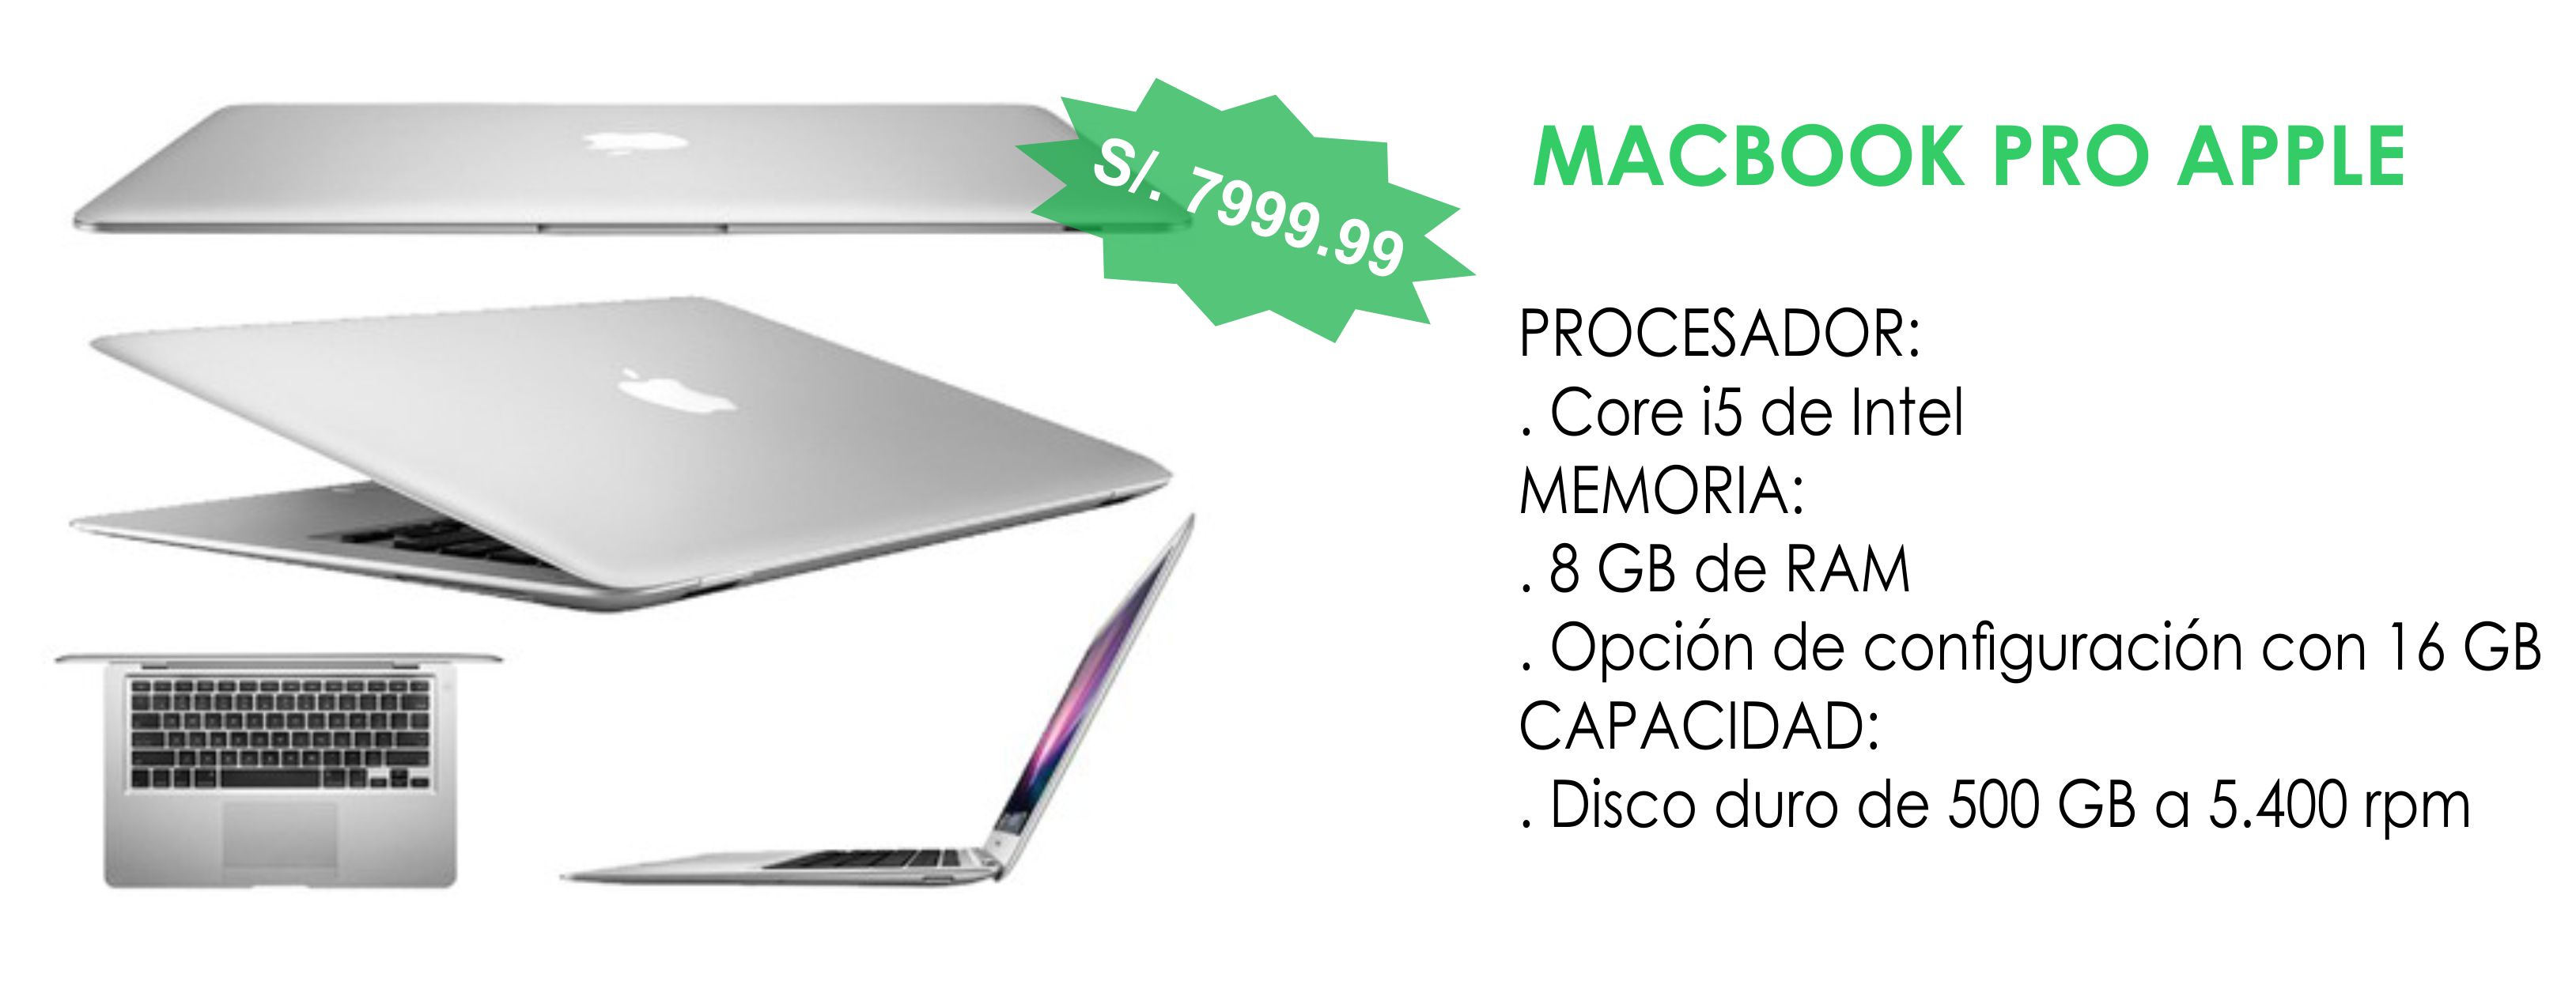 S/. 7999.99
MACBOOK PRO APPLE
PROCESADOR:
. Core i5 de Intel
MEMORIA:
. 8 GB de RAM
. Opción de configuración con 16 GB
CAPACIDAD:
. Disco duro de 500 GB a 5.400 rpm